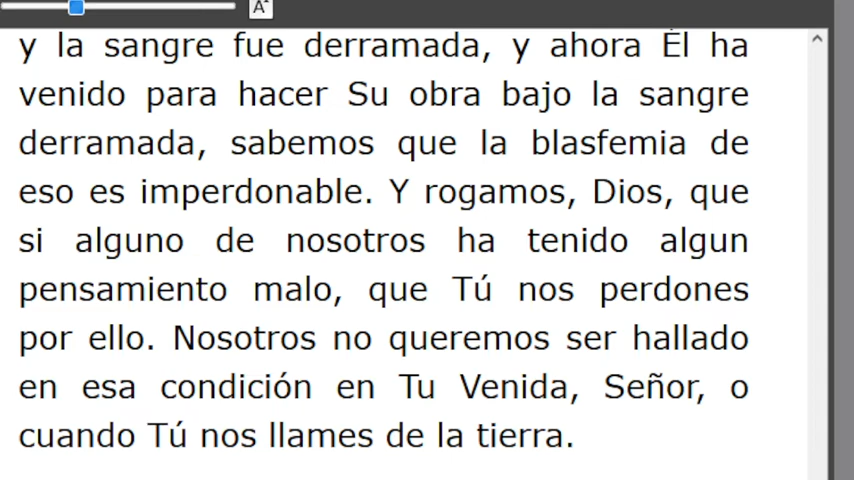 A
y la sangre fue derramada, y ahora Él ha
venido para hacer Su obra bajo la sangre
derramada, sabemos que la blasfemia de
eso es imperdonable. Y rogamos, Dios, que
si alguno de nosotros ha tenido algun
pensamiento malo, que Tú nos perdones
por ello. Nosotros no queremos ser hallado
en esa condición en Tu Venida, Señor, o
cuando Tú nos llames de la tierra.